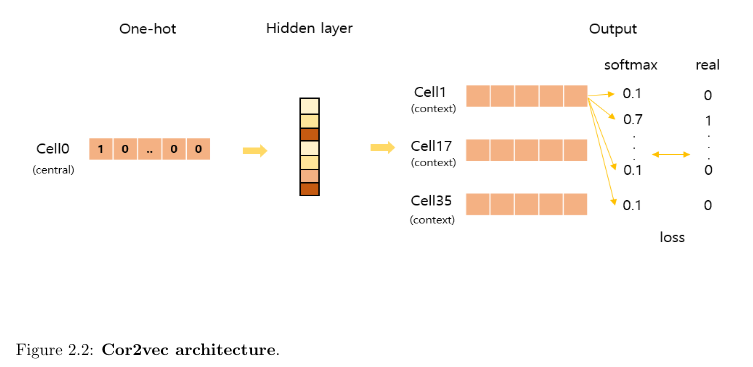 One-hot
Hidden layer
Output
softmax
real
Cell0
(central)
1 0 .. 0 0
Cell1
(context)
Cell17
(context)
Cell35
(context)
0.1 0
0.7 1
. .
. .
. .
0.1 0
0.1 0
loss
Figure 2.2: Cor2vec architecture.